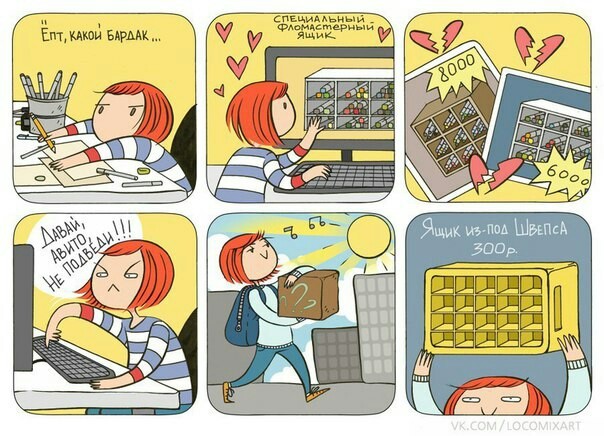 Ёпт, какой бардак...
СПЕЦИАЛЬНЫЙ
ФЛОМАСТЕРНЫЙ
ЯЩИК
8000
6000
ДАВАЙ,
АВИТО
НЕ ПОДВЕДИ!!!
Ящик из-под Швепса
300р.
VK.COM/LOCOMIXART